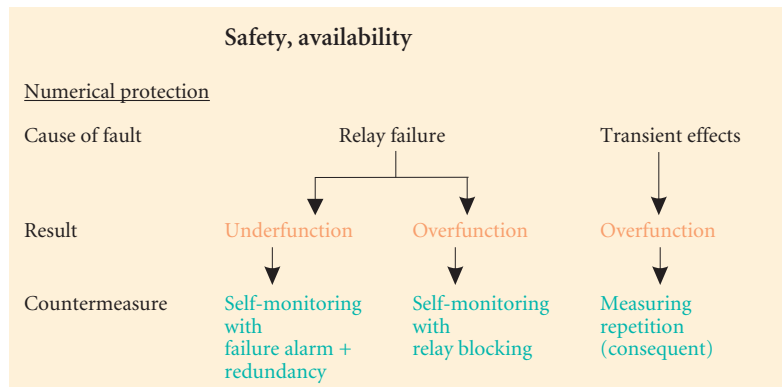 Safety, availability
Numerical protection
Cause of fault
Relay failure
Transient effects
Result
Underfunction
Overfunction
Overfunction
Countermeasure
Self-monitoring
with
failure alarm +
redundancy
Self-monitoring
with
relay blocking
Measuring
repetition
(consequent)